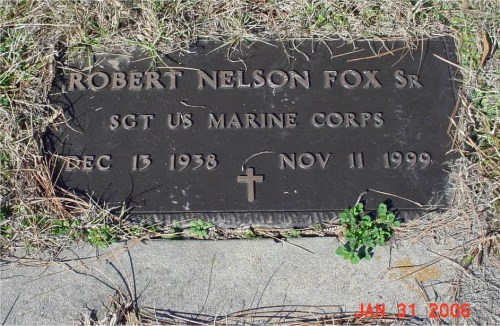 ROBERT NELSON FOX SR
SGT US MARINE CORPS
DEC 13 1938 NOV 11 1999
JAN 31 2006